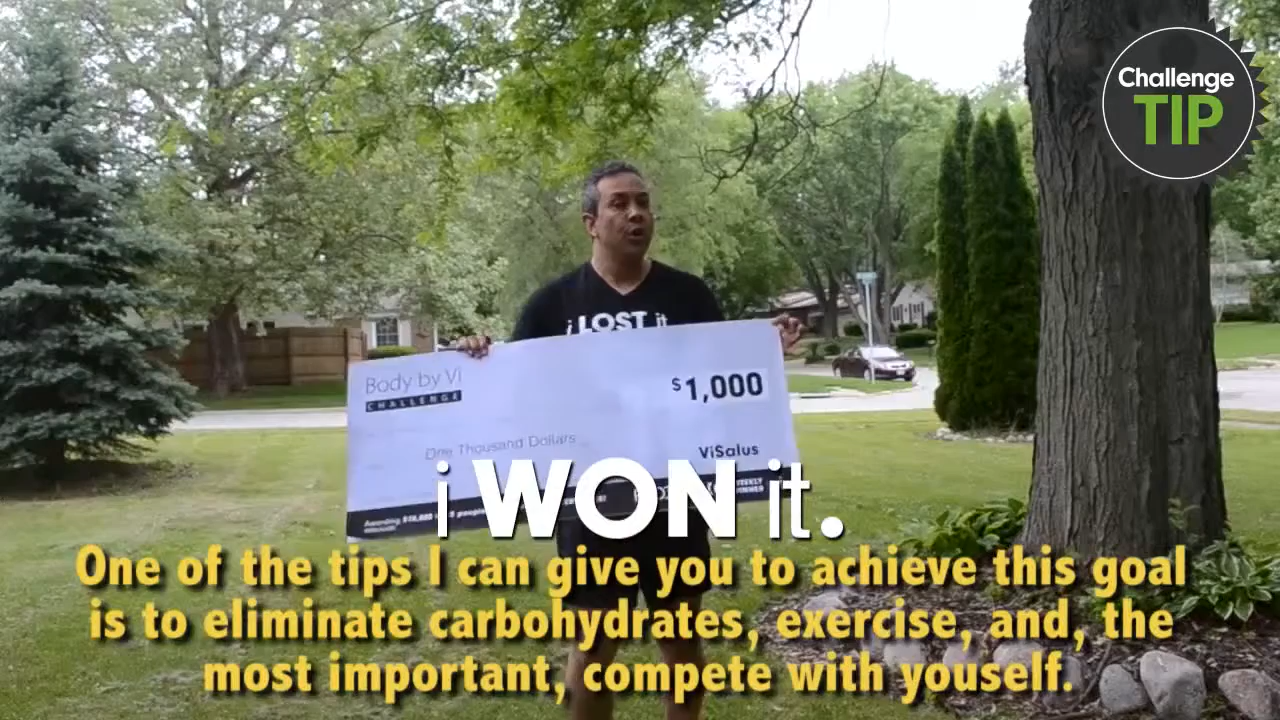 Challenge
TIP
i LOST it
Body by Vi
CHALLENGE
$1,000
One Thousand Dollars
ViSalus
i WON it.
One of the tips I can give you to achieve this goal
is to eliminate carbohydrates, exercise, and, the
most important, compete with youself.